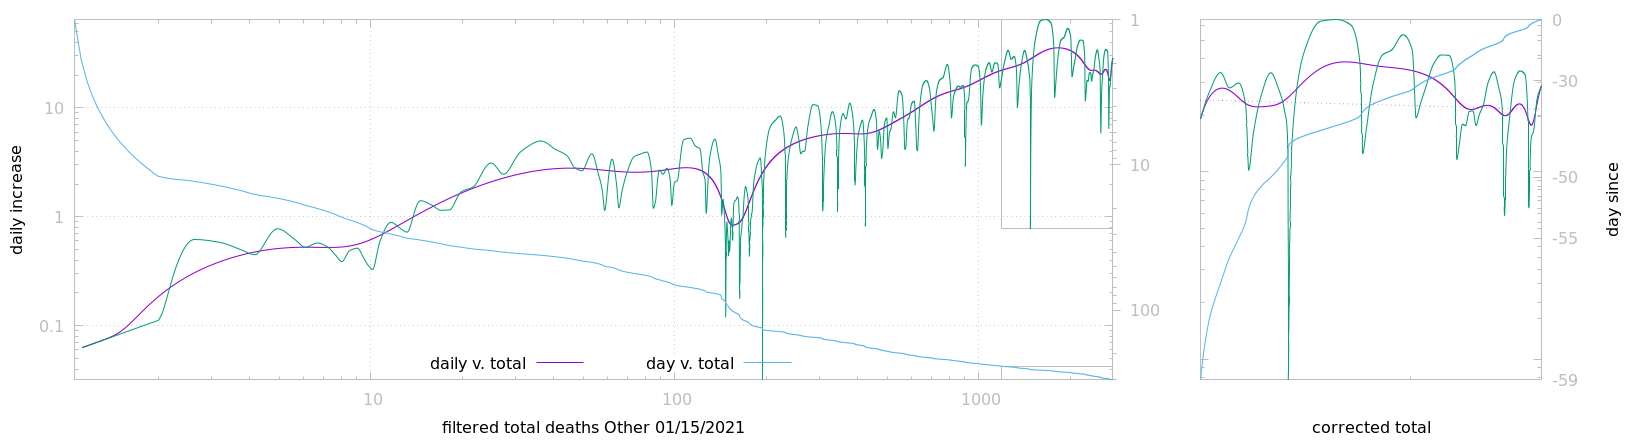 daily increase
10
1
0.1
daily v. total
day v. total
1
10
100
10
100
1000
filtered total deaths Other 01/15/2021
0
-30
-50
-55
-59
day since
corrected total